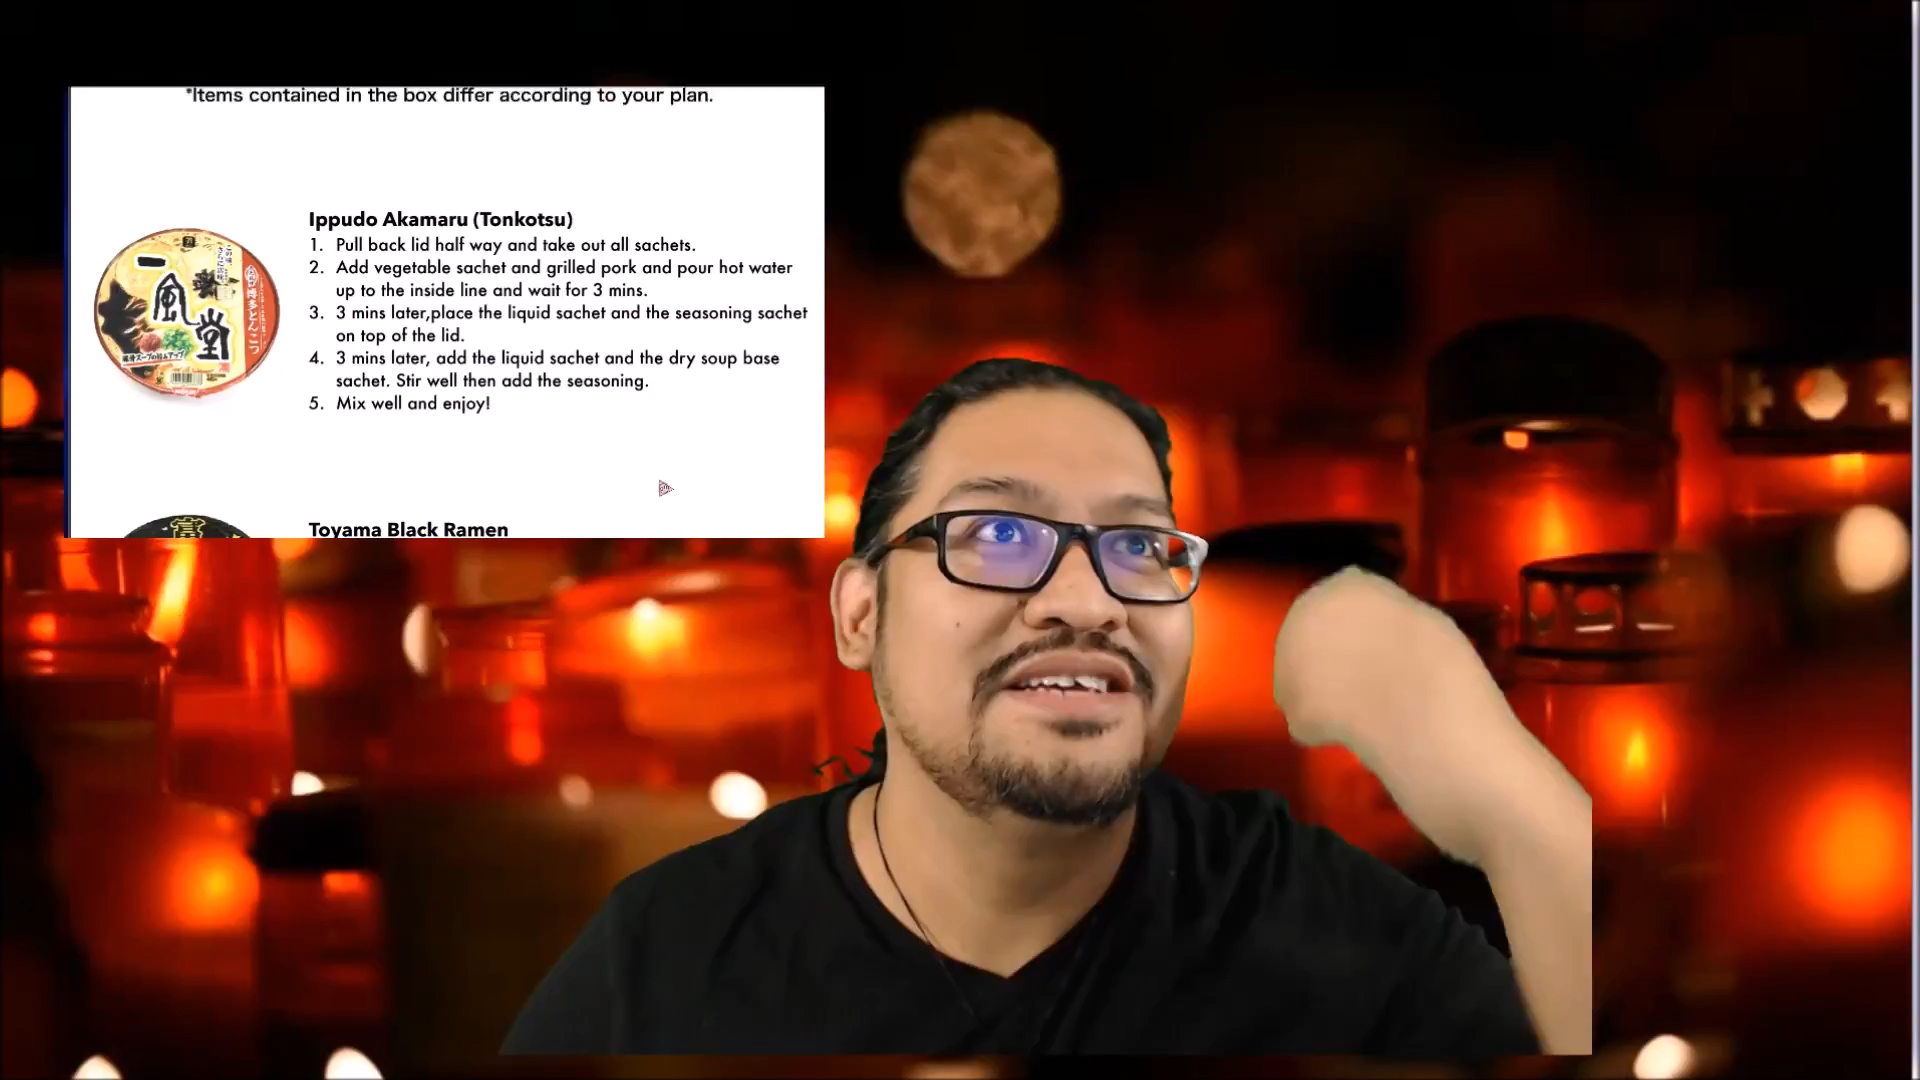 *Items contained in the box differ according to your plan.
Ippudo Akamaru (Tonkotsu)
1. Pull back lid half way and take out all sachets.
2. Add vegetable sachet and grilled pork and pour hot water
up to the inside line and wait for 3 mins.
3. 3 mins later,place the liquid sachet and the seasoning sachet
on top of the lid.
4. 3 mins later, add the liquid sachet and the dry soup base
sachet. Stir well then add the seasoning.
5. Mix well and enjoy!
一風堂
Toyama Black Ramen
富